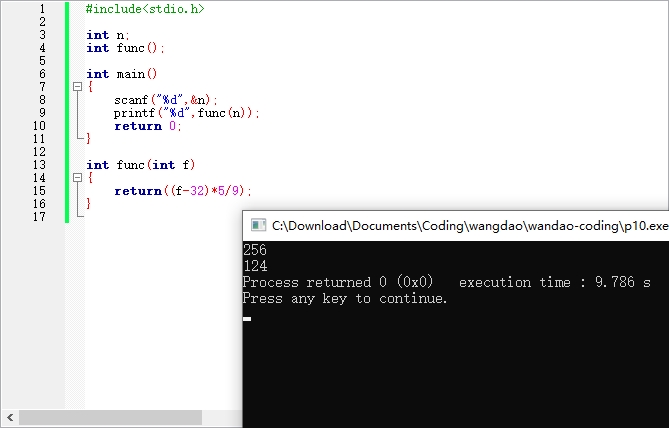 1 #include<stdio.h>
2
3 int n;
4 int func();
5
6 int main()
7 {
8 scanf("%d",&n);
9 printf("%d",func(n));
10 return 0;
11 }
12
13 int func(int f)
14 {
15 return((f-32)*5/9);
16 }
17
C:\Download\Documents\Coding\wangdao\wandao-coding\p10.exe
256
124
Process returned 0 (0x0) execution time : 9.786 s
Press any key to continue.